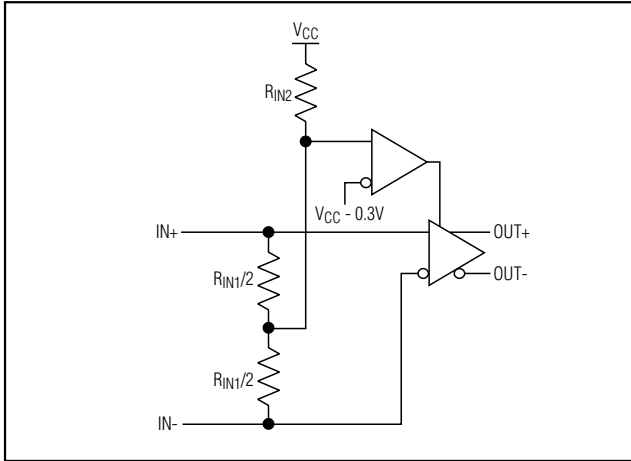 VCC
RIN2
VCC - 0.3V
IN+
OUT+
OUT-
RIN1/2
RIN1/2
IN-